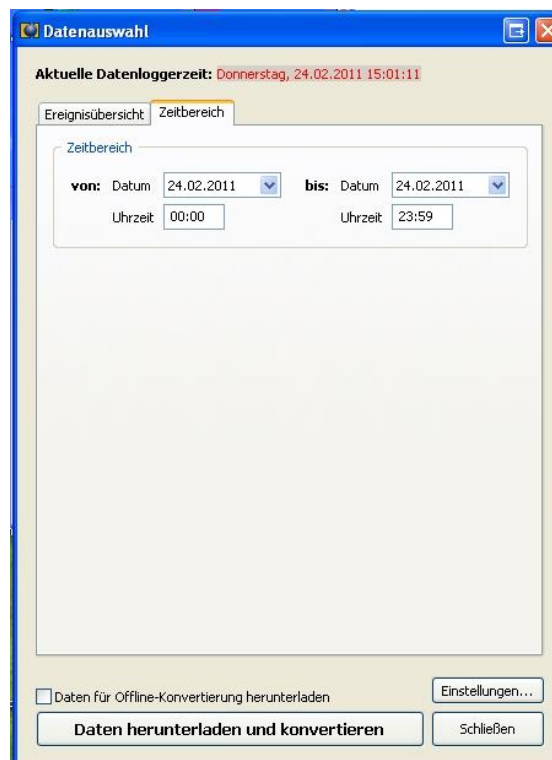 Datenauswahl
Aktuelle Datenloggerzeit: Donnerstag, 24.02.2011 15:01:11
Ereignisübersicht Zeitbereich
Zeitbereich
von: Datum 24.02.2011 bis: Datum 24.02.2011
Uhrzeit 00:00 Uhrzeit 23:59
Daten für Offline-Konvertierung herunterladen
Einstellungen...
Daten herunterladen und konvertieren
Schließen